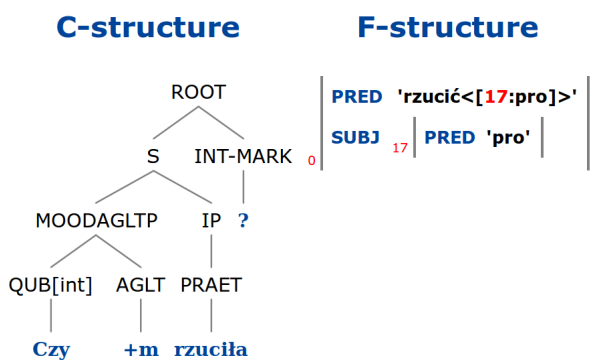 C-structure F-structure
ROOT
PRED 'rzucić<[17:pro]>'
SUBJ 17 PRED 'pro'
S INT-MARK 0
MOODAGLTP IP ?
QUB[int] AGLT PRAET
Czy +m rzuciła